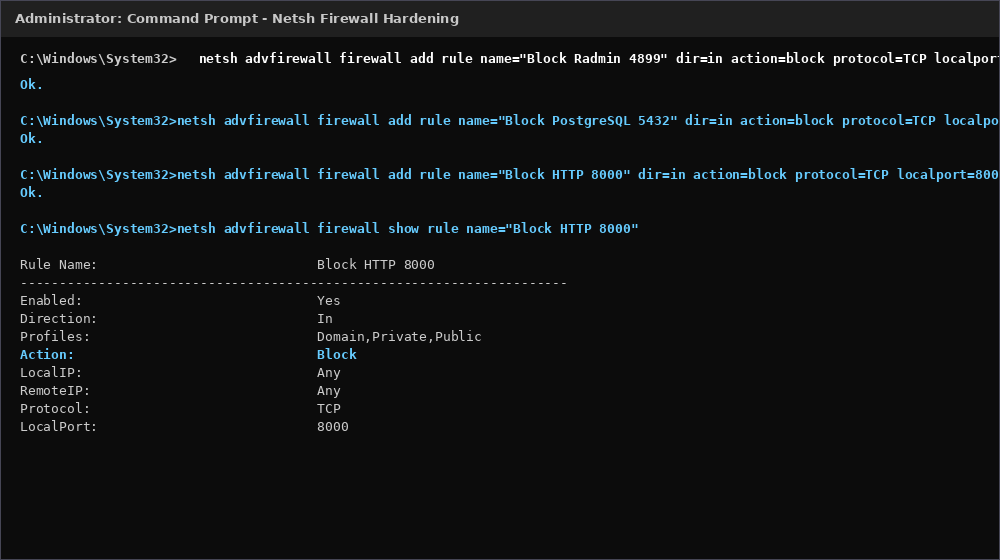 Administrator: Command Prompt - Netsh Firewall Hardening
C:\Windows\System32> netsh advfirewall firewall add rule name="Block Radmin 4899" dir=in action=block protocol=TCP localpor
Ok.
C:\Windows\System32>netsh advfirewall firewall add rule name="Block PostgreSQL 5432" dir=in action=block protocol=TCP localpo
Ok.
C:\Windows\System32>netsh advfirewall firewall add rule name="Block HTTP 8000" dir=in action=block protocol=TCP localport=800
Ok.
C:\Windows\System32>netsh advfirewall firewall show rule name="Block HTTP 8000"
Rule Name: Block HTTP 8000
----------------------------------------------------------------------
Enabled: Yes
Direction: In
Profiles: Domain,Private,Public
Action: Block
LocalIP: Any
RemoteIP: Any
Protocol: TCP
LocalPort: 8000